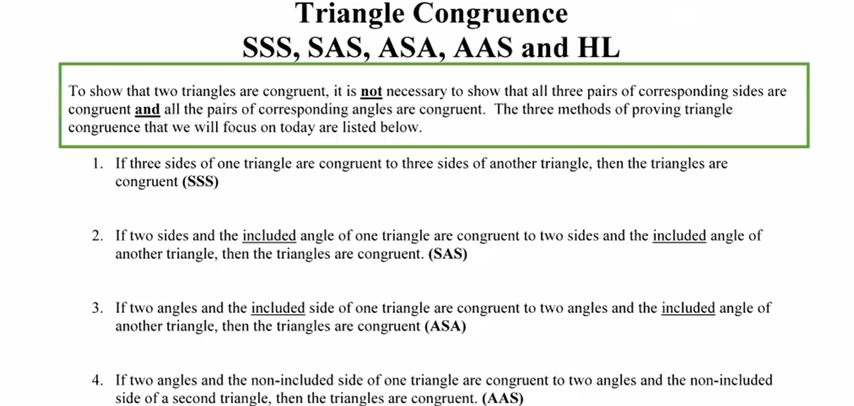 Triangle Congruence
SSS, SAS, ASA, AAS and HL
To show that two triangles are congruent, it is not necessary to show that all three pairs of corresponding sides are
congruent and all the pairs of corresponding angles are congruent. The three methods of proving triangle
congruence that we will focus on today are listed below.
1. If three sides of one triangle are congruent to three sides of another triangle, then the triangles are
congruent (SSS)
2. If two sides and the included angle of one triangle are congruent to two sides and the included angle of
another triangle, then the triangles are congruent. (SAS)
3. If two angles and the included side of one triangle are congruent to two angles and the included angle of
another triangle, then the triangles are congruent (ASA)
4. If two angles and the non-included side of one triangle are congruent to two angles and the non-included
side of a second triangle, then the triangles are congruent. (AAS)